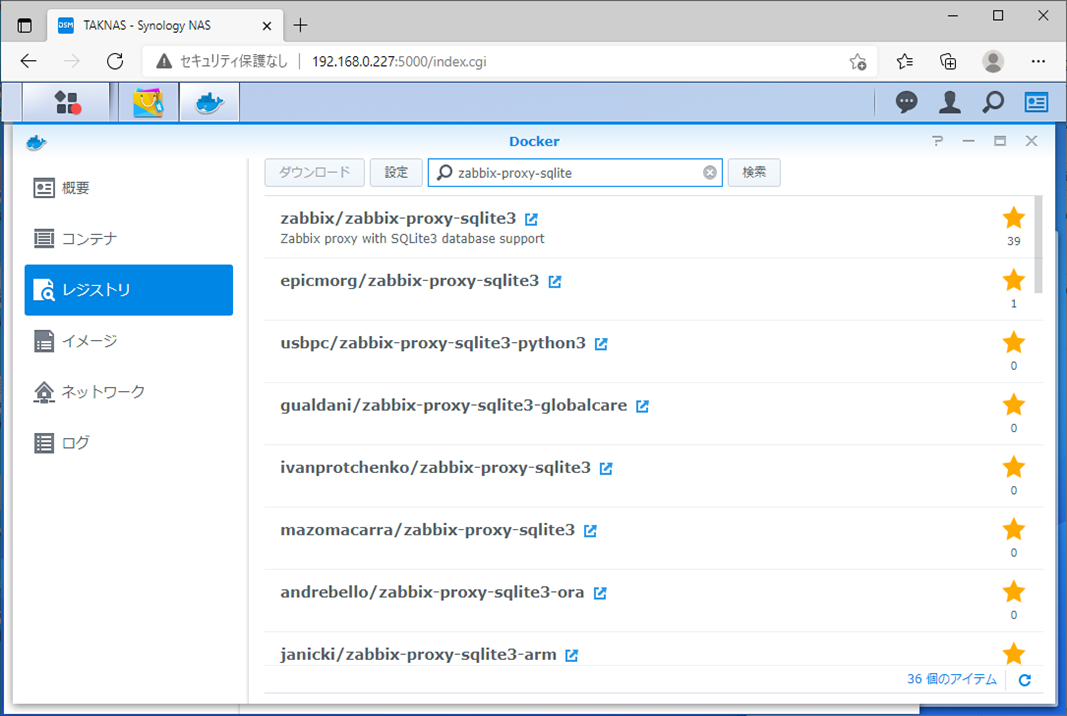 TAKNAS - Synology NAS
セキュリティ保護なし 192.168.0.227:5000/index.cgi
Docker
概要
コンテナ
レジストリ
イメージ
ネットワーク
ログ
ダウンロード 設定 zabbix-proxy-sqlite 検索
zabbix/zabbix-proxy-sqlite3
Zabbix proxy with SQLite3 database support
39
epicmorg/zabbix-proxy-sqlite3
1
usbpc/zabbix-proxy-sqlite3-python3
0
gualdani/zabbix-proxy-sqlite3-globalcare
0
ivanprotchenko/zabbix-proxy-sqlite3
0
mazomacarra/zabbix-proxy-sqlite3
0
andrebello/zabbix-proxy-sqlite3-ora
0
janicki/zabbix-proxy-sqlite3-arm
36 個のアイテム